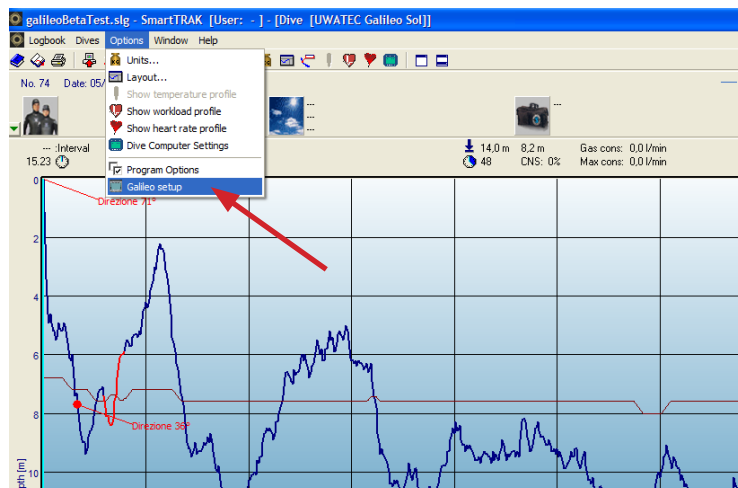 galileoBetaTest.slg - SmartTRAK [User: - ] - [Dive [UWATEC Galileo Sol]]
Logbook Dives Options Window Help
Units...
No. 74 Date: 05/
Layout...
Show temperature profile
Show workload profile
Show heart rate profile
Dive Computer Settings
Program Options
Galileo setup
---
---
---
---
--- :Interval
15.23
14,0 m 8,2 m Gas cons: 0,0 l/min
48 CNS: 0% Max cons: 0,0 l/min
0
Direzione 71°
2
4
6
8
Direzione 36°
10
pth [m]